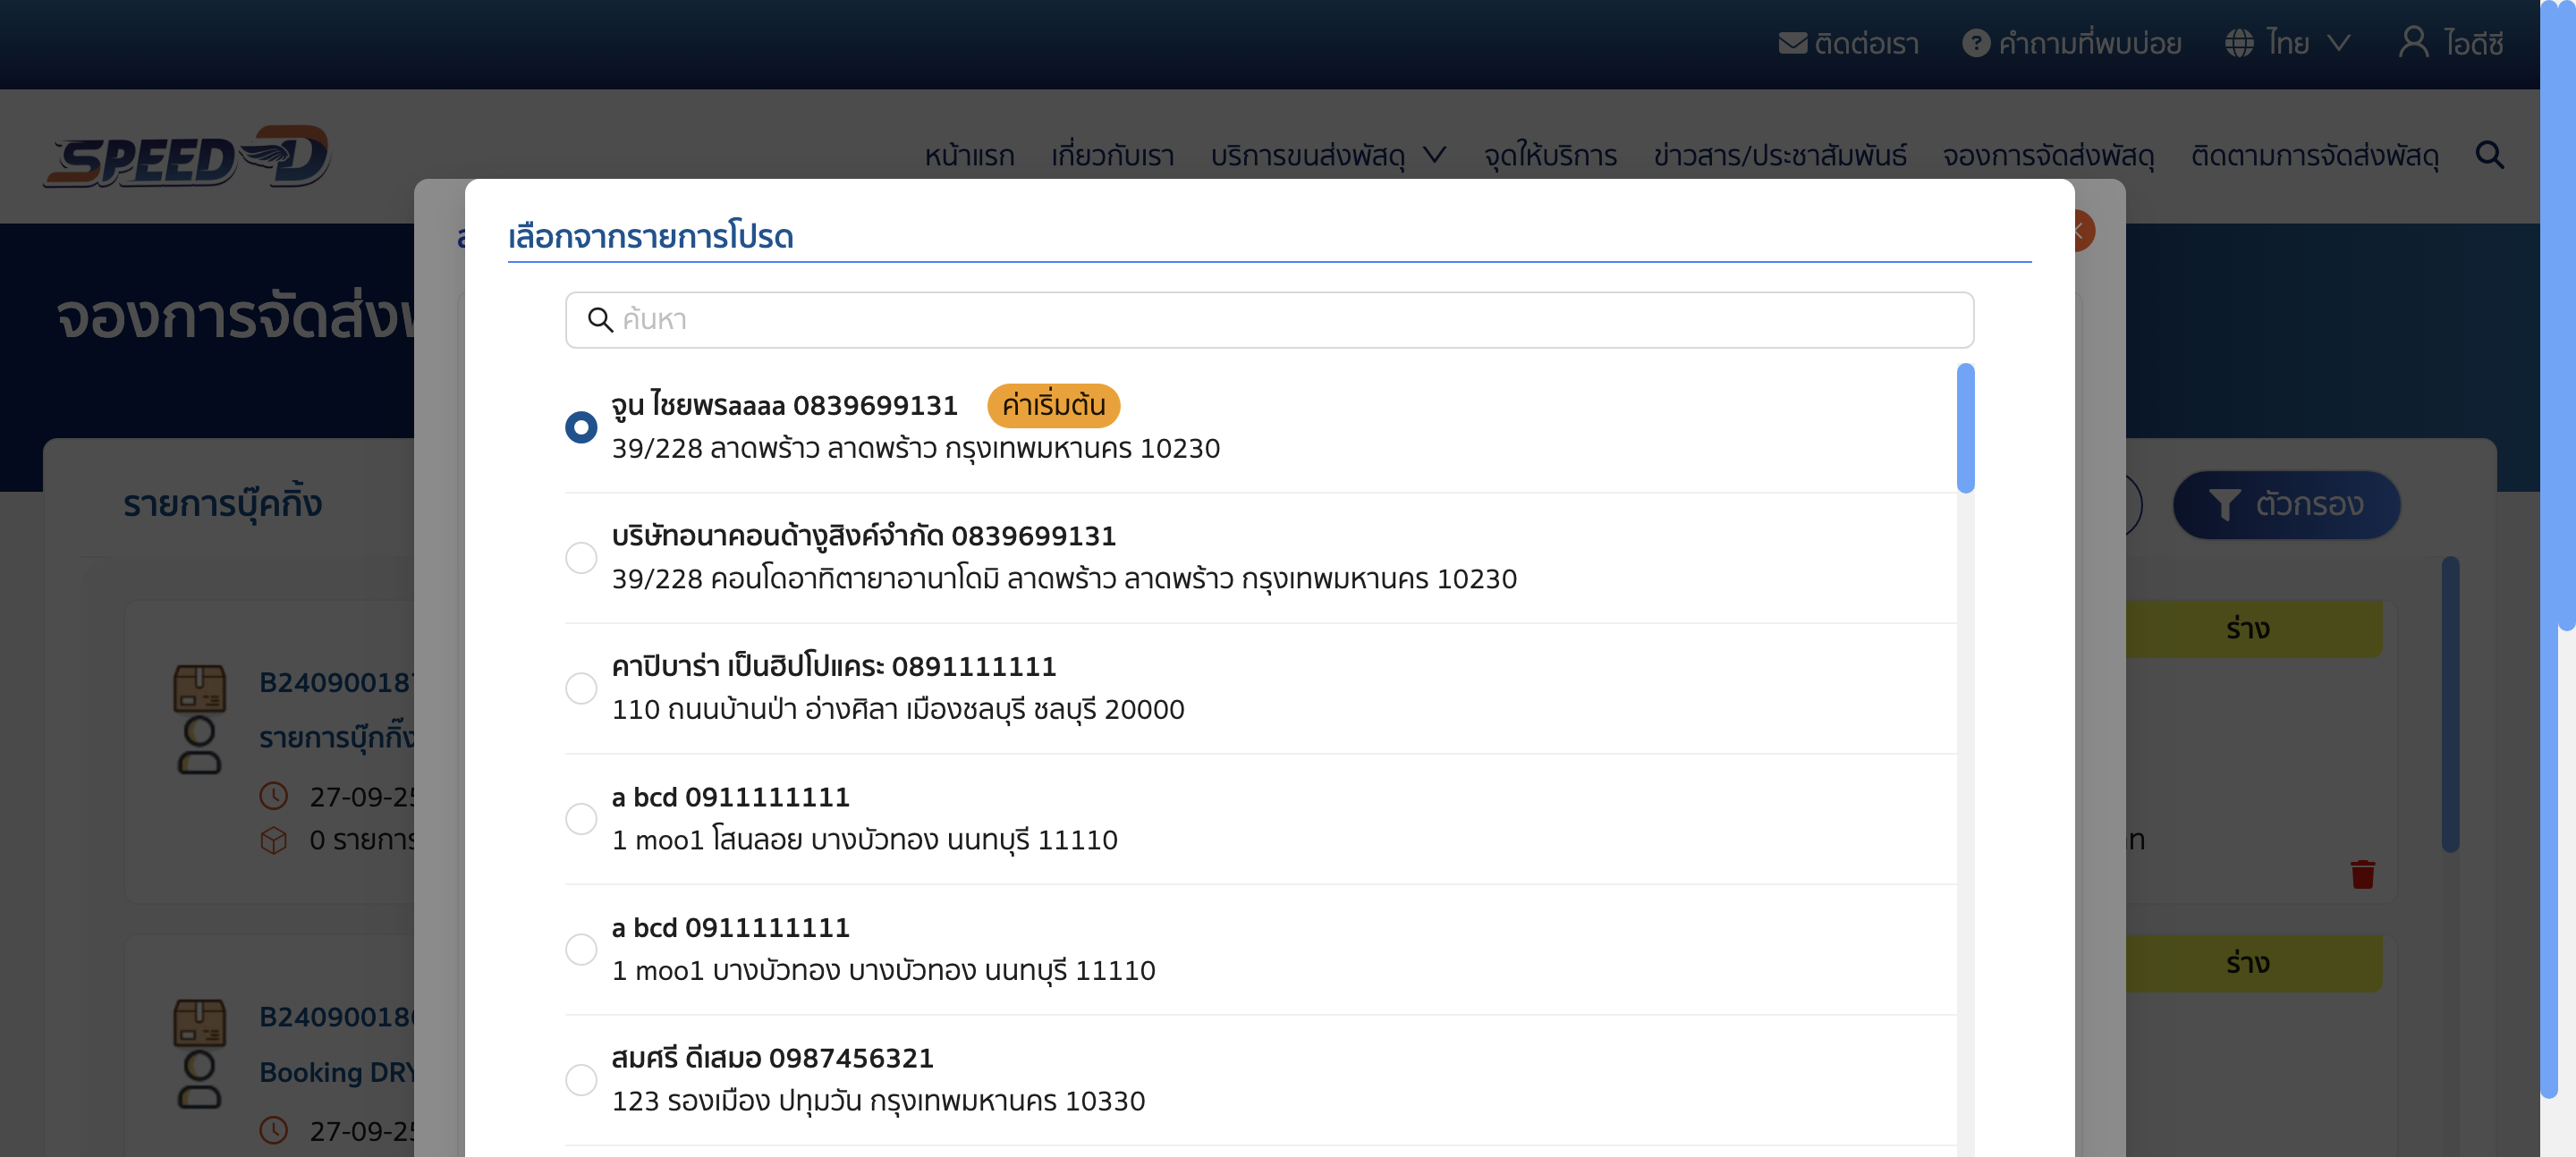 ติดต่อเรา คำถามที่พบบ่อย ไทย ไอดีซี
SPEED-D
หน้าแรก เกี่ยวกับเรา บริการขนส่งพัสดุ จุดให้บริการ ข่าวสาร/ประชาสัมพันธ์ จองการจัดส่งพัสดุ ติดตามการจัดส่งพัสดุ
เลือกจากรายการโปรด
ค้นหา
จองการจัดส่งพ
จูน ไชยพรaaaa 0839699131 ค่าเริ่มต้น
39/228 ลาดพร้าว ลาดพร้าว กรุงเทพมหานคร 10230
รายการบุ๊คกิ้ง
ตัวกรอง
บริษัทอนาคอนด้างูสิงค์จำกัด 0839699131
39/228 คอนโดอาทิตายาอานาโดมิ ลาดพร้าว ลาดพร้าว กรุงเทพมหานคร 10230
ร่าง
คาปิบาร่า เป็นฮิปโปแคระ 0891111111
110 ถนนบ้านป่า อ่างศิลา เมืองชลบุรี ชลบุรี 20000
B240900187
รายการบุ๊กกิ๊ง
27-09-25
0 รายการ
a bcd 0911111111
1 moo1 โสนลอย บางบัวทอง นนทบุรี 11110
a bcd 0911111111
1 moo1 บางบัวทอง บางบัวทอง นนทบุรี 11110
ร่าง
B24090018
Booking DRY
27-09-25
สมศรี ดีเสมอ 0987456321
123 รองเมือง ปทุมวัน กรุงเทพมหานคร 10330